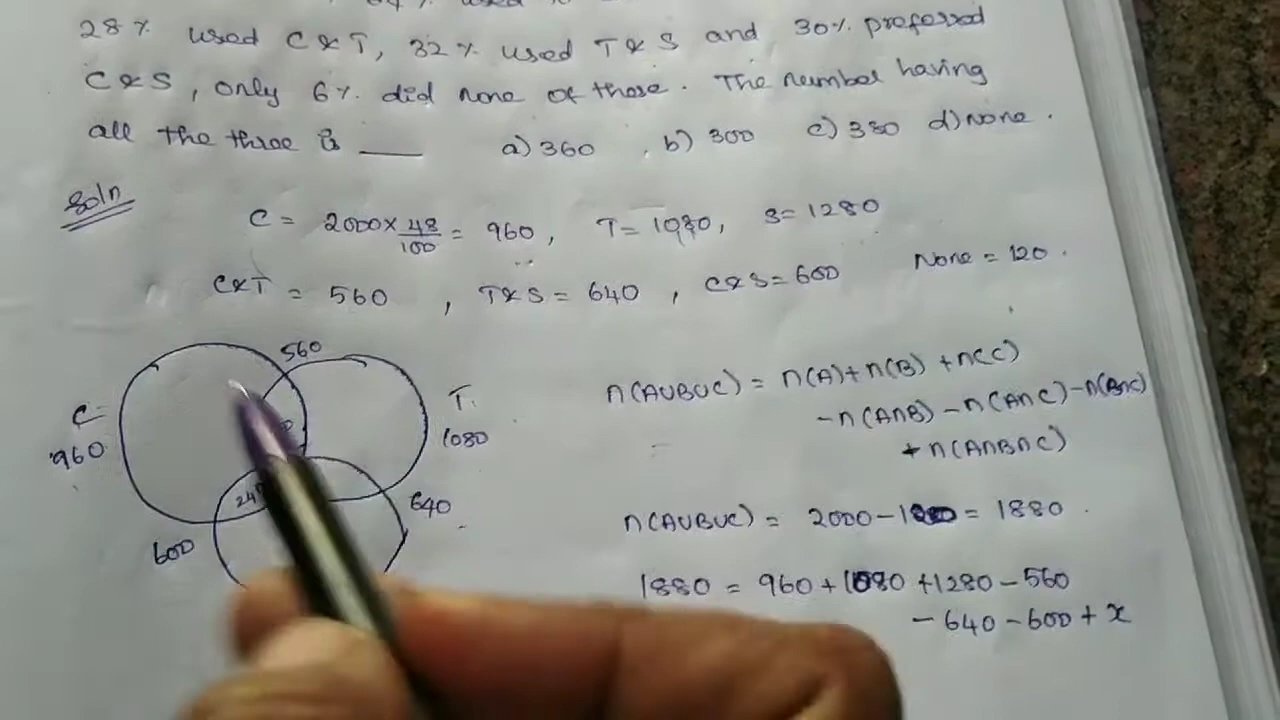 28% used C&T, 32% used T&S and 30% preferred
C&S, only 6% did none of these. The number having
all the three is ____ a) 360 , b) 300 c) 380 d) none .
Soln
C = 2000 × 48/100 = 960 , T = 1080, S = 1280
C&T = 560 , T&S = 640 , C&S = 600 None = 120 .
560
C
960
T.
1080
240
640
600
n(AUBUC) = n(A) + n(B) + n(C)
- n(A∩B) - n(A∩C) - n(B∩C)
+ n(A∩B∩C)
n(AUBUC) = 2000 - 120 = 1880 .
1880 = 960 + 1080 + 1280 - 560
- 640 - 600 + x